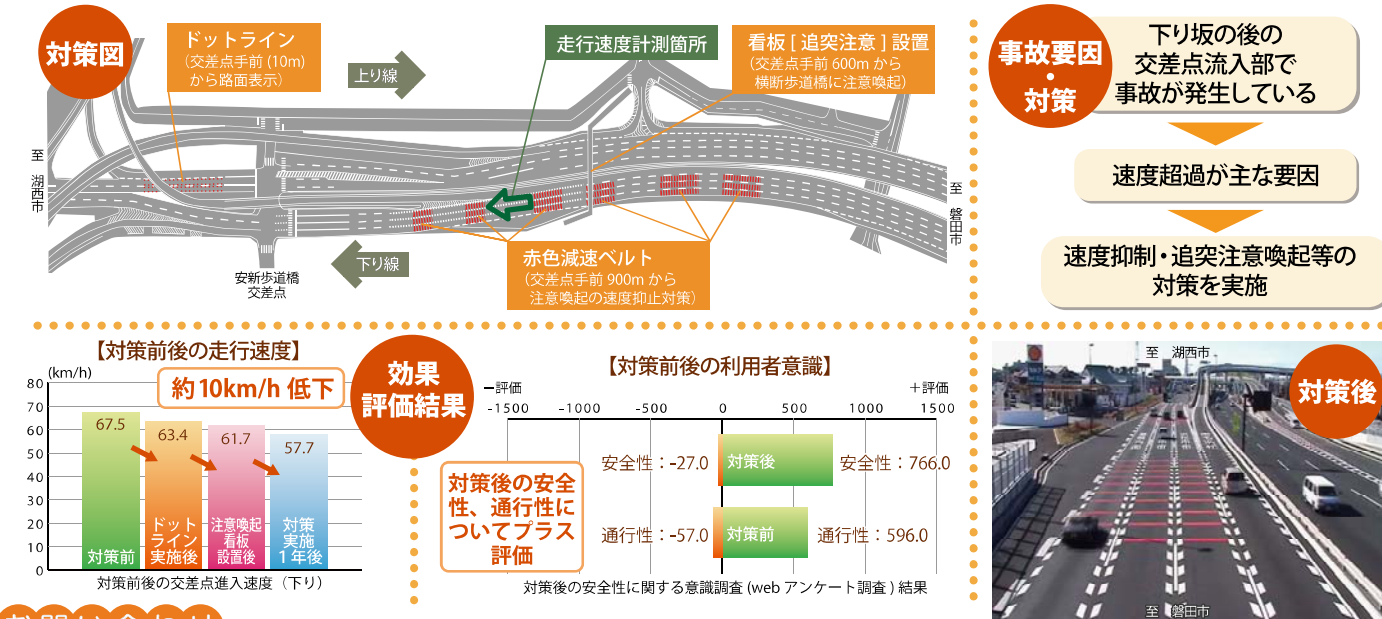 対策図
ドットライン
(交差点手前(10m)
から路面表示)
上り線
走行速度計測箇所
看板[追突注意]設置
(交差点手前 600m から
横断歩道橋に注意喚起)
至 湖西市
至 磐田市
赤色減速ベルト
(交差点手前 900m から
注意喚起の速度抑止対策)
下り線
安新歩道橋
交差点
事故要因
・
対策
下り坂の後の
交差点流入部で
事故が発生している
速度超過が主な要因
速度抑制・追突注意喚起等の
対策を実施
【対策前後の走行速度】
(km/h)
約10km/h 低下
80
70
60
50
40
30
20
10
0
67.5
63.4
61.7
57.7
対策前
ドット
ライン
実施後
注意喚起
看板
設置後
対策
実施
1年後
対策前後の交差点進入速度(下り)
効果
評価結果
【対策前後の利用者意識】
−評価
+評価
-1500 -1000 -500 0 500 1000 1500
安全性:-27.0 対策後 安全性:766.0
通行性:-57.0 対策前 通行性:596.0
対策後の安全
性、通行性に
ついてプラス
評価
対策後の安全性に関する意識調査(webアンケート調査)結果
至 湖西市
対策後
至 磐田市